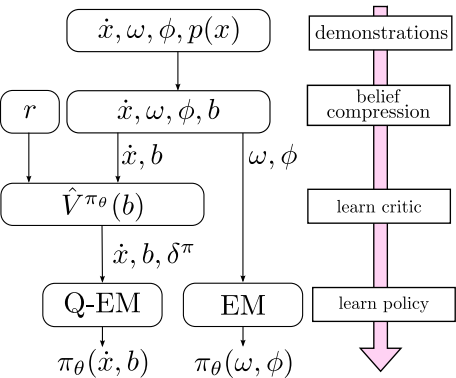 ẋ, ω, ϕ, p(x)
demonstrations
r
ẋ, ω, ϕ, b
belief
compression
ẋ, b
ω, ϕ
V̂^{π_θ}(b)
learn critic
ẋ, b, δ^π
Q-EM
EM
learn policy
π_θ(ẋ, b)
π_θ(ω, ϕ)